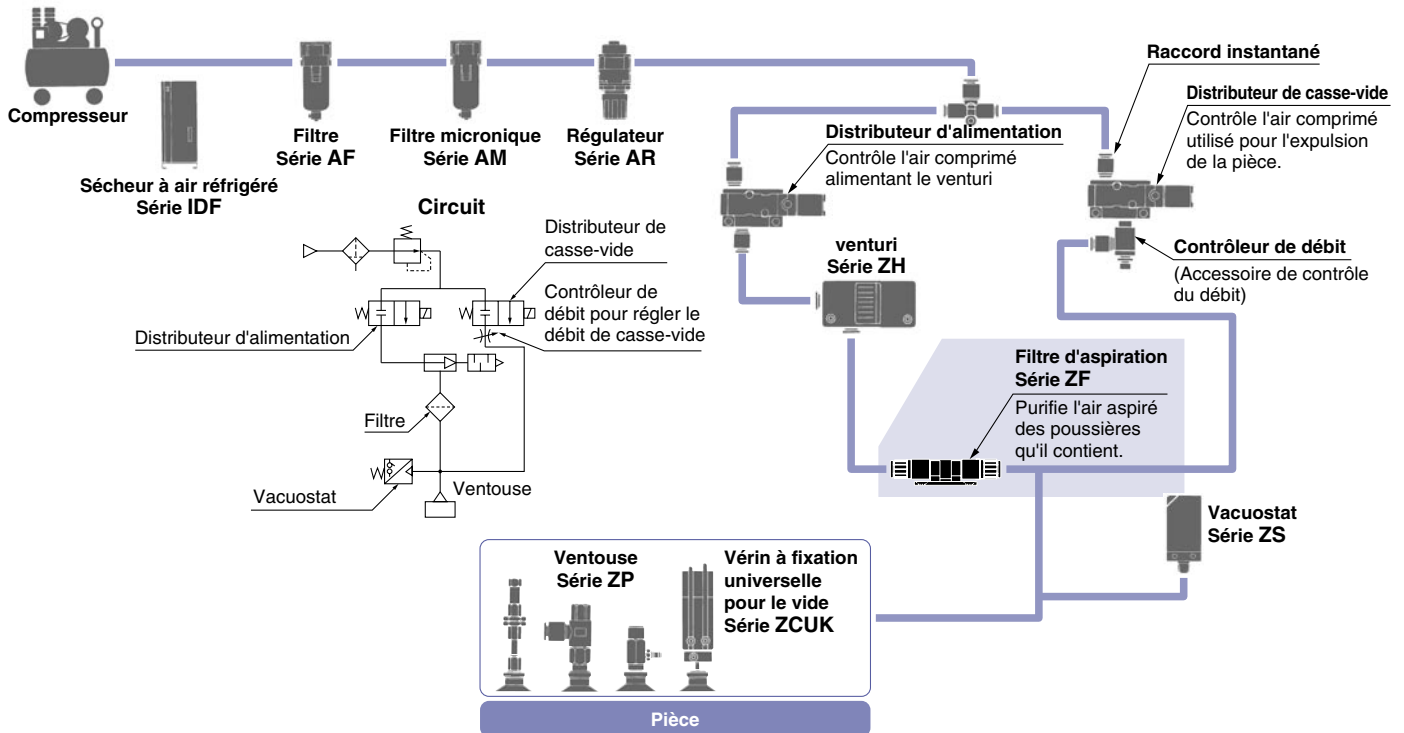 Compresseur
Sécheur à air réfrigéré
Série IDF
Filtre
Série AF
Filtre micronique
Série AM
Régulateur
Série AR
Raccord instantané
Distributeur de casse-vide
Contrôle l'air comprimé
utilisé pour l'expulsion
de la pièce.
Distributeur d'alimentation
Contrôle l'air comprimé
alimentant le venturi
venturi
Série ZH
Contrôleur de débit
(Accessoire de contrôle
du débit)
Circuit
Distributeur de
casse-vide
Contrôleur de
débit pour régler le
débit de casse-vide
Distributeur d'alimentation
Filtre
Vacuostat
Ventouse
Filtre d'aspiration
Série ZF
Purifie l'air aspiré
des poussières
qu'il contient.
Vacuostat
Série ZS
Ventouse
Série ZP
Vérin à fixation
universelle
pour le vide
Série ZCUK
Pièce